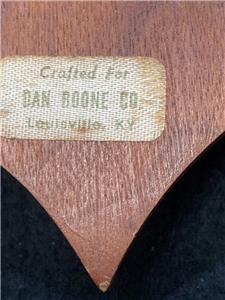 Crafted For
DAN BOONE CO.
Louisville, KY